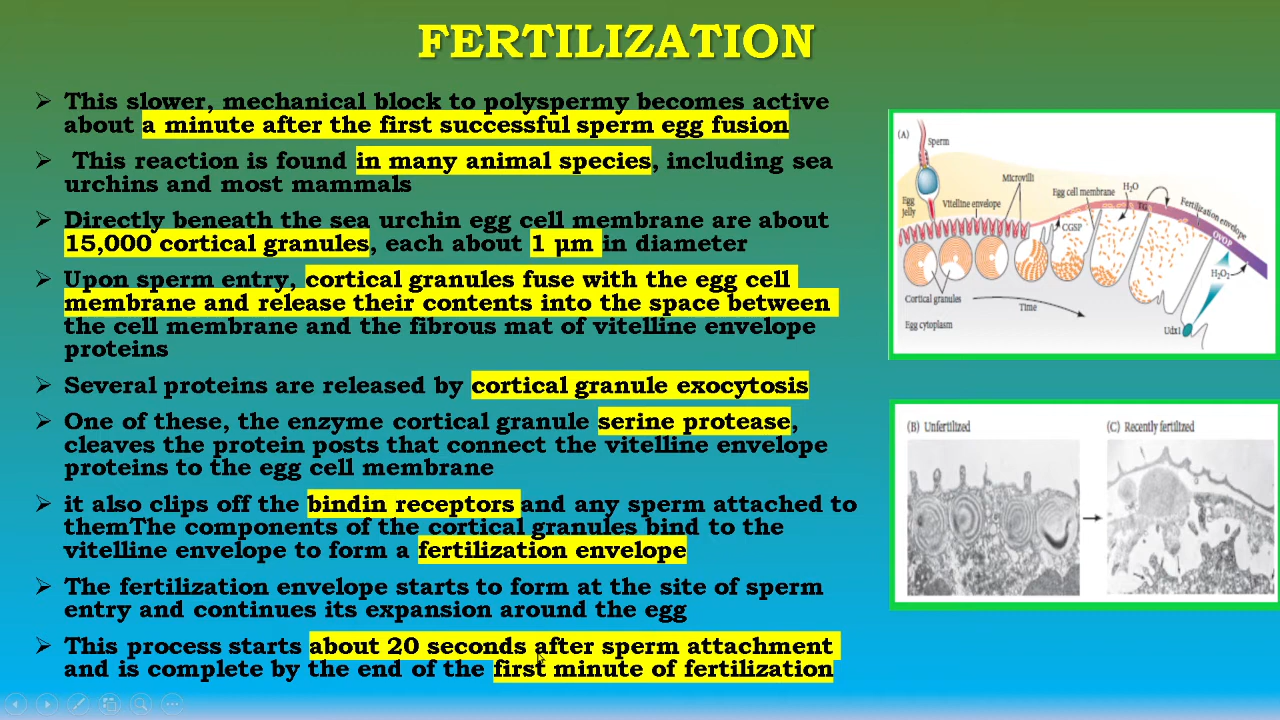 FERTILIZATION
This slower, mechanical block to polyspermy becomes active
about a minute after the first successful sperm egg fusion
This reaction is found in many animal species, including sea
urchins and most mammals
Directly beneath the sea urchin egg cell membrane are about
15,000 cortical granules, each about 1 μm in diameter
Upon sperm entry, cortical granules fuse with the egg cell
membrane and release their contents into the space between
the cell membrane and the fibrous mat of vitelline envelope
proteins
Several proteins are released by cortical granule exocytosis
One of these, the enzyme cortical granule serine protease,
cleaves the protein posts that connect the vitelline envelope
proteins to the egg cell membrane
it also clips off the bindin receptors and any sperm attached to
themThe components of the cortical granules bind to the
vitelline envelope to form a fertilization envelope
The fertilization envelope starts to form at the site of sperm
entry and continues its expansion around the egg
This process starts about 20 seconds after sperm attachment
and is complete by the end of the first minute of fertilization
(A)
Sperm
Microvilli
Egg cell membrane
H₂O
Egg
Jelly
Vitelline envelope
TG
Fertilization envelope
CGSP
OVOP
H₂O₂
Cortical granules
Time
Egg cytoplasm
Udx1
(B) Unfertilized
(C) Recently fertilized